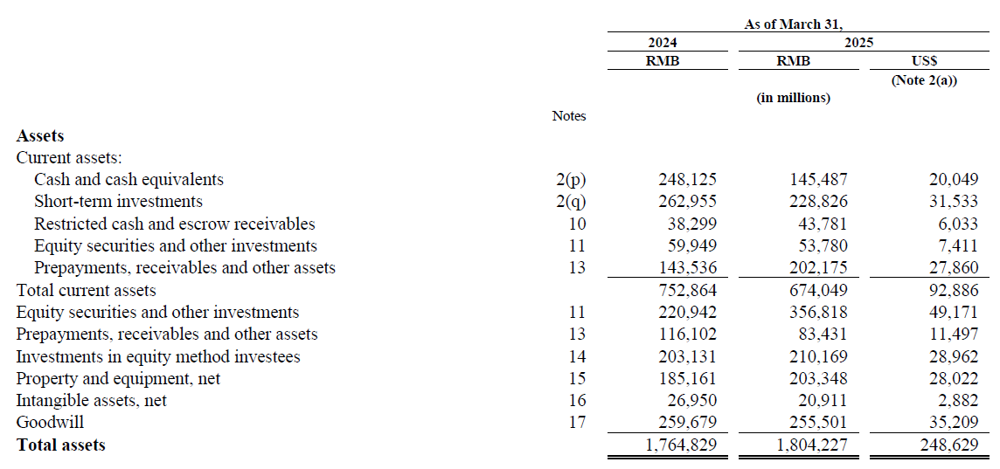 As of March 31,
2024 2025
RMB RMB US$
(Note 2(a))
(in millions)
Notes
Assets
Current assets:
Cash and cash equivalents 2(p) 248,125 145,487 20,049
Short-term investments 2(q) 262,955 228,826 31,533
Restricted cash and escrow receivables 10 38,299 43,781 6,033
Equity securities and other investments 11 59,949 53,780 7,411
Prepayments, receivables and other assets 13 143,536 202,175 27,860
Total current assets 752,864 674,049 92,886
Equity securities and other investments 11 220,942 356,818 49,171
Prepayments, receivables and other assets 13 116,102 83,431 11,497
Investments in equity method investees 14 203,131 210,169 28,962
Property and equipment, net 15 185,161 203,348 28,022
Intangible assets, net 16 26,950 20,911 2,882
Goodwill 17 259,679 255,501 35,209
Total assets 1,764,829 1,804,227 248,629